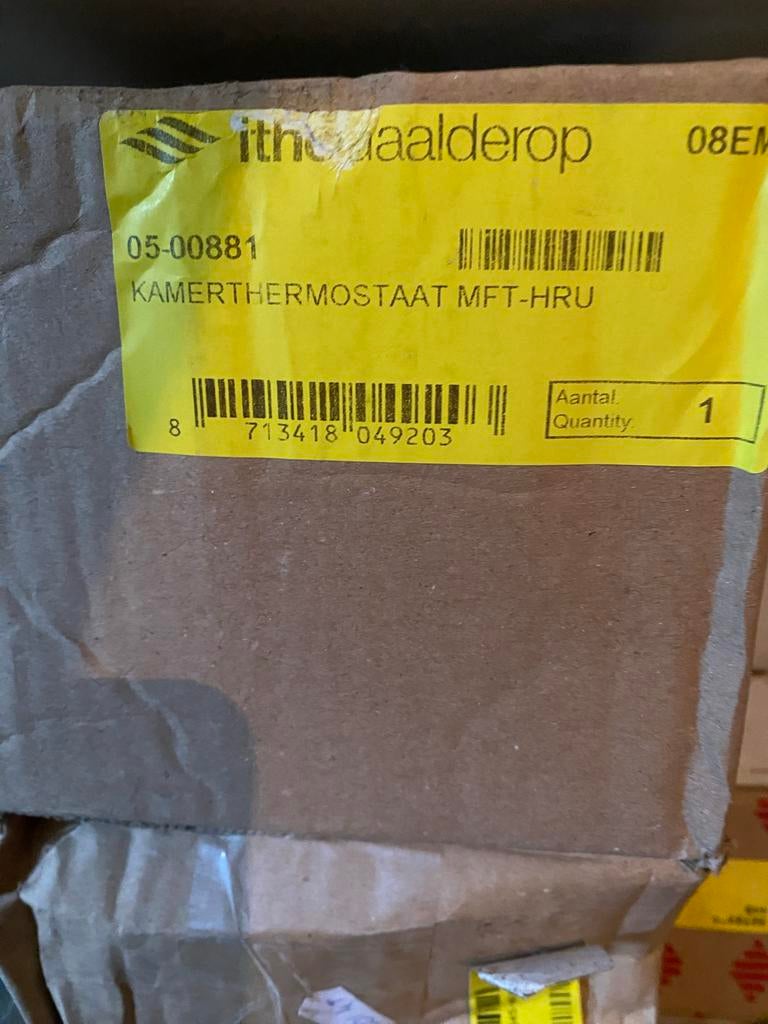 08EM
05-00881
KAMERTHERMOSTAAT MFT-HRU
Aantal.
Quantity. 1
8 713418 049203